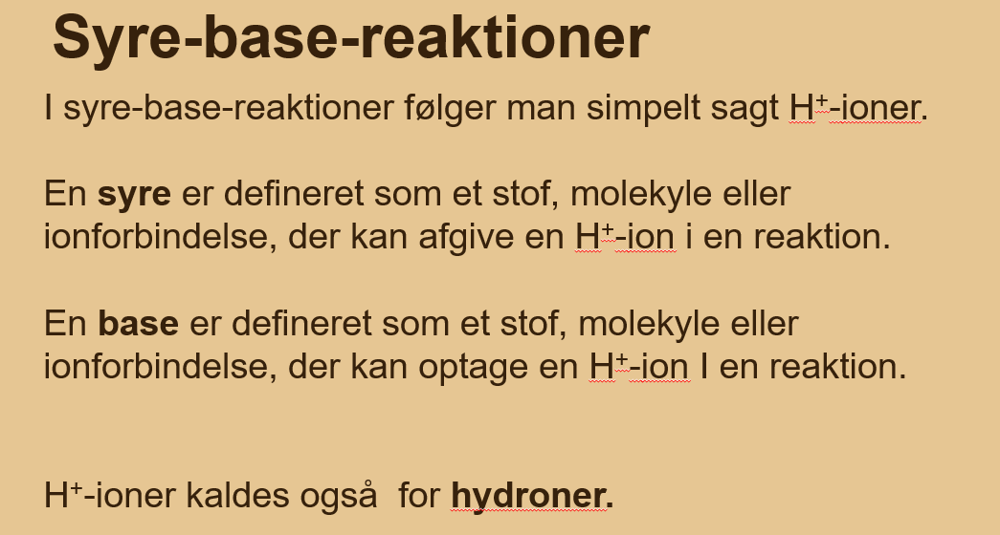 Syre-base-reaktioner
I syre-base-reaktioner følger man simpelt sagt H⁺-ioner.
En syre er defineret som et stof, molekyle eller
ionforbindelse, der kan afgive en H⁺-ion i en reaktion.
En base er defineret som et stof, molekyle eller
ionforbindelse, der kan optage en H⁺-ion I en reaktion.
H⁺-ioner kaldes også  for hydroner.